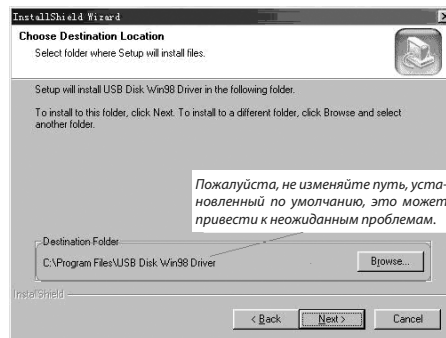 InstallShield Wizard
Choose Destination Location
Select folder where Setup will install files.
Setup will install USB Disk Win98 Driver in the following folder.
To install to this folder, click Next. To install to a different folder, click Browse and select
another folder.
Пожалуйста, не изменяйте путь, уста-
новленный по умолчанию, это может
привести к неожиданным проблемам.
Destination Folder
C:\Program Files\USB Disk Win98 Driver
Browse...
InstallShield
< Back
Next >
Cancel